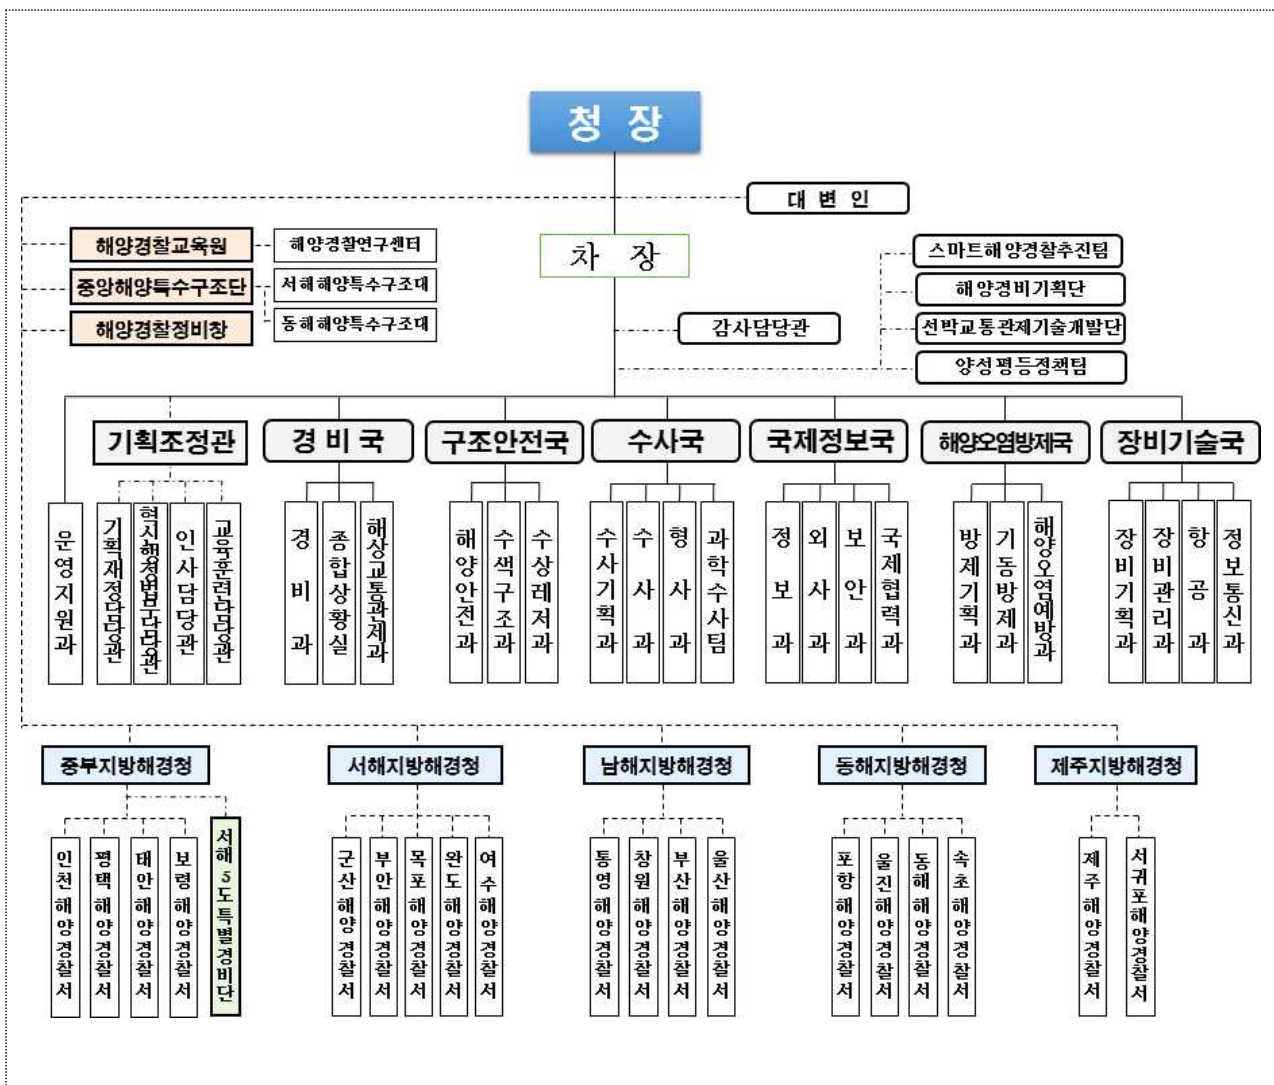 청 장
대 변 인
해양경찰교육원
해양경찰연구센터
차 장
스마트해양경찰추진팀
중앙해양특수구조단
서해해양특수구조대
해양경비기획단
해양경찰정비창
동해해양특수구조대
감사담당관
선박교통관제기술개발단
양성평등정책팀
기획조정관
경 비 국
구조안전국
수사국
국제정보국
해양오염방제국
장비기술국
운영지원과
기획재정담당관
혁신행정법무담당관
인사담당관
교육훈련담당관
경 비 과
종합상황실
해상교통관제과
해양안전과
수색구조과
수상레저과
수사기획과
수 사 과
형 사 과
과학수사팀
정 보 과
외 사 과
보 안 과
국제협력과
방제기획과
기동방제과
해양오염예방과
장비기획과
장비관리과
항 공 과
정보통신과
중부지방해경청
서해지방해경청
남해지방해경청
동해지방해경청
제주지방해경청
인천해양경찰서
평택해양경찰서
태안해양경찰서
보령해양경찰서
서해 5도특별경비단
군산해양경찰서
부안해양경찰서
목포해양경찰서
완도해양경찰서
여수해양경찰서
통영해양경찰서
창원해양경찰서
부산해양경찰서
울산해양경찰서
포항해양경찰서
울진해양경찰서
동해해양경찰서
속초해양경찰서
제주해양경찰서
서귀포해양경찰서